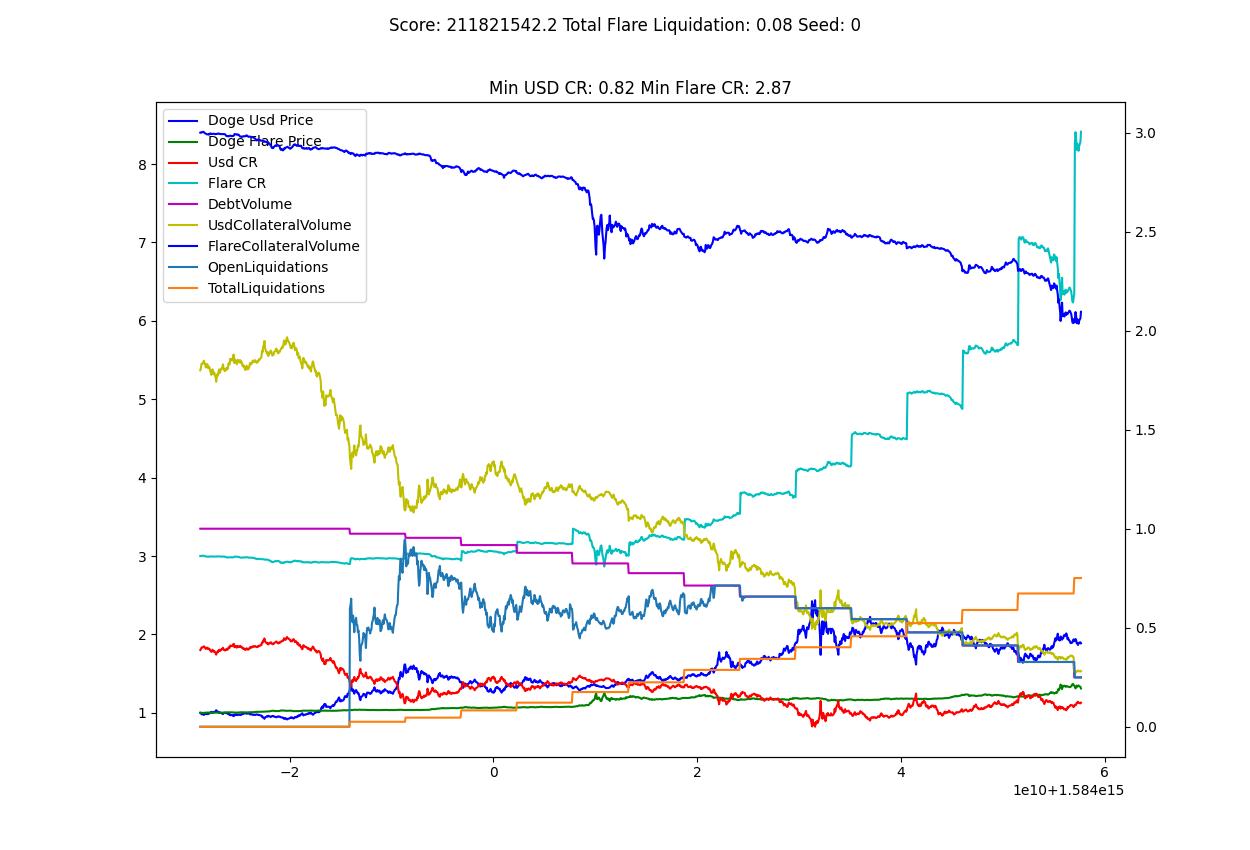 Score: 211821542.2 Total Flare Liquidation: 0.08 Seed: 0
Min USD CR: 0.82 Min Flare CR: 2.87
Doge Usd Price
Doge Flare Price
Usd CR
Flare CR
DebtVolume
UsdCollateralVolume
FlareCollateralVolume
OpenLiquidations
TotalLiquidations
8
7
6
5
4
3
2
1
3.0
2.5
2.0
1.5
1.0
0.5
0.0
−2
0
2
4
6
1e10+1.584e15